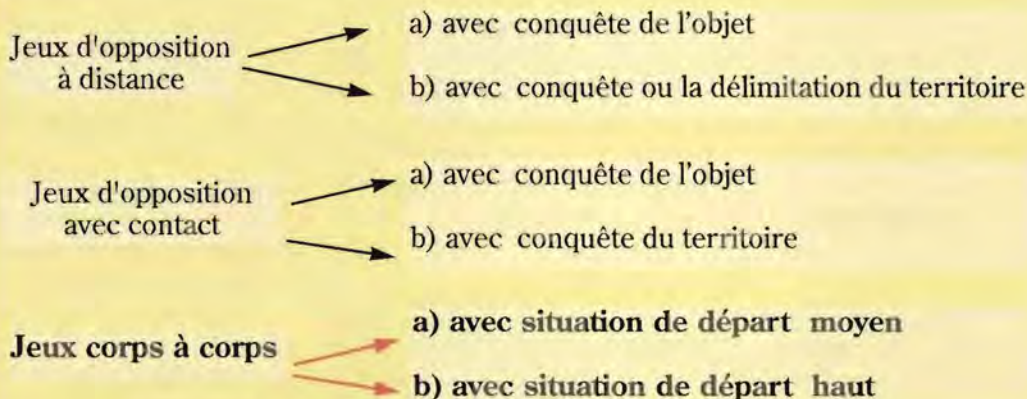 Jeux d'opposition
à distance
a) avec conquête de l'objet
b) avec conquête ou la délimitation du territoire
Jeux d'opposition
avec contact
a) avec conquête de l'objet
b) avec conquête du territoire
Jeux corps à corps
a) avec situation de départ moyen
b) avec situation de départ haut